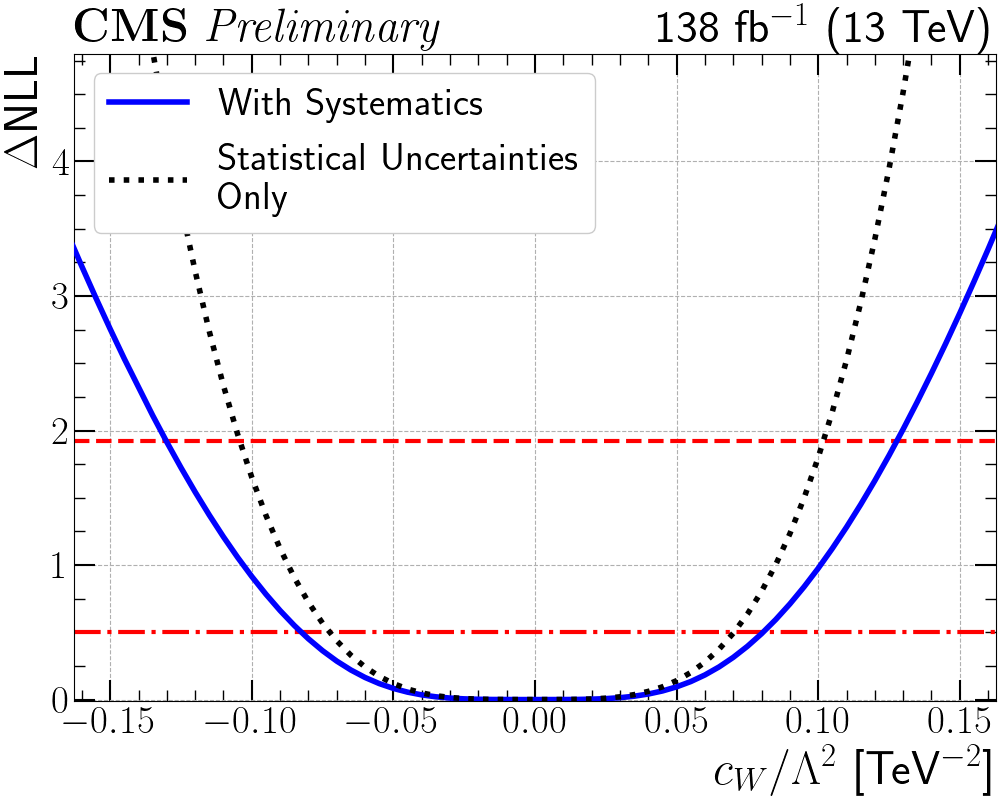 CMS Preliminary 138 fb⁻¹ (13 TeV)
ΔNLL
With Systematics
Statistical Uncertainties
Only
4
3
2
1
0
−0.15 −0.10 −0.05 0.00 0.05 0.10 0.15
c_W/Λ² [TeV⁻²]